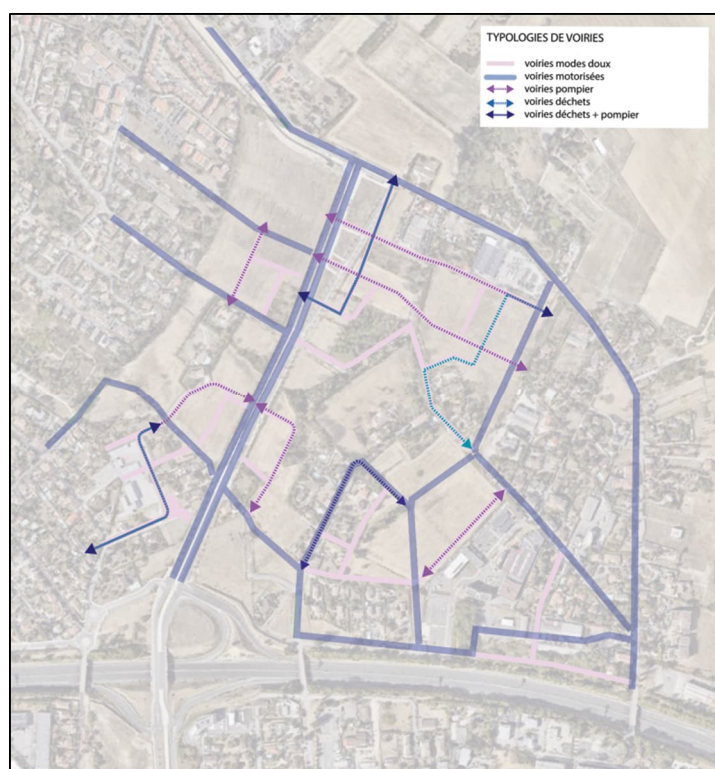 TYPOLOGIES DE VOIRIES
voiries modes doux
voiries motorisées
voiries pompier
voiries déchets
voiries déchets + pompier